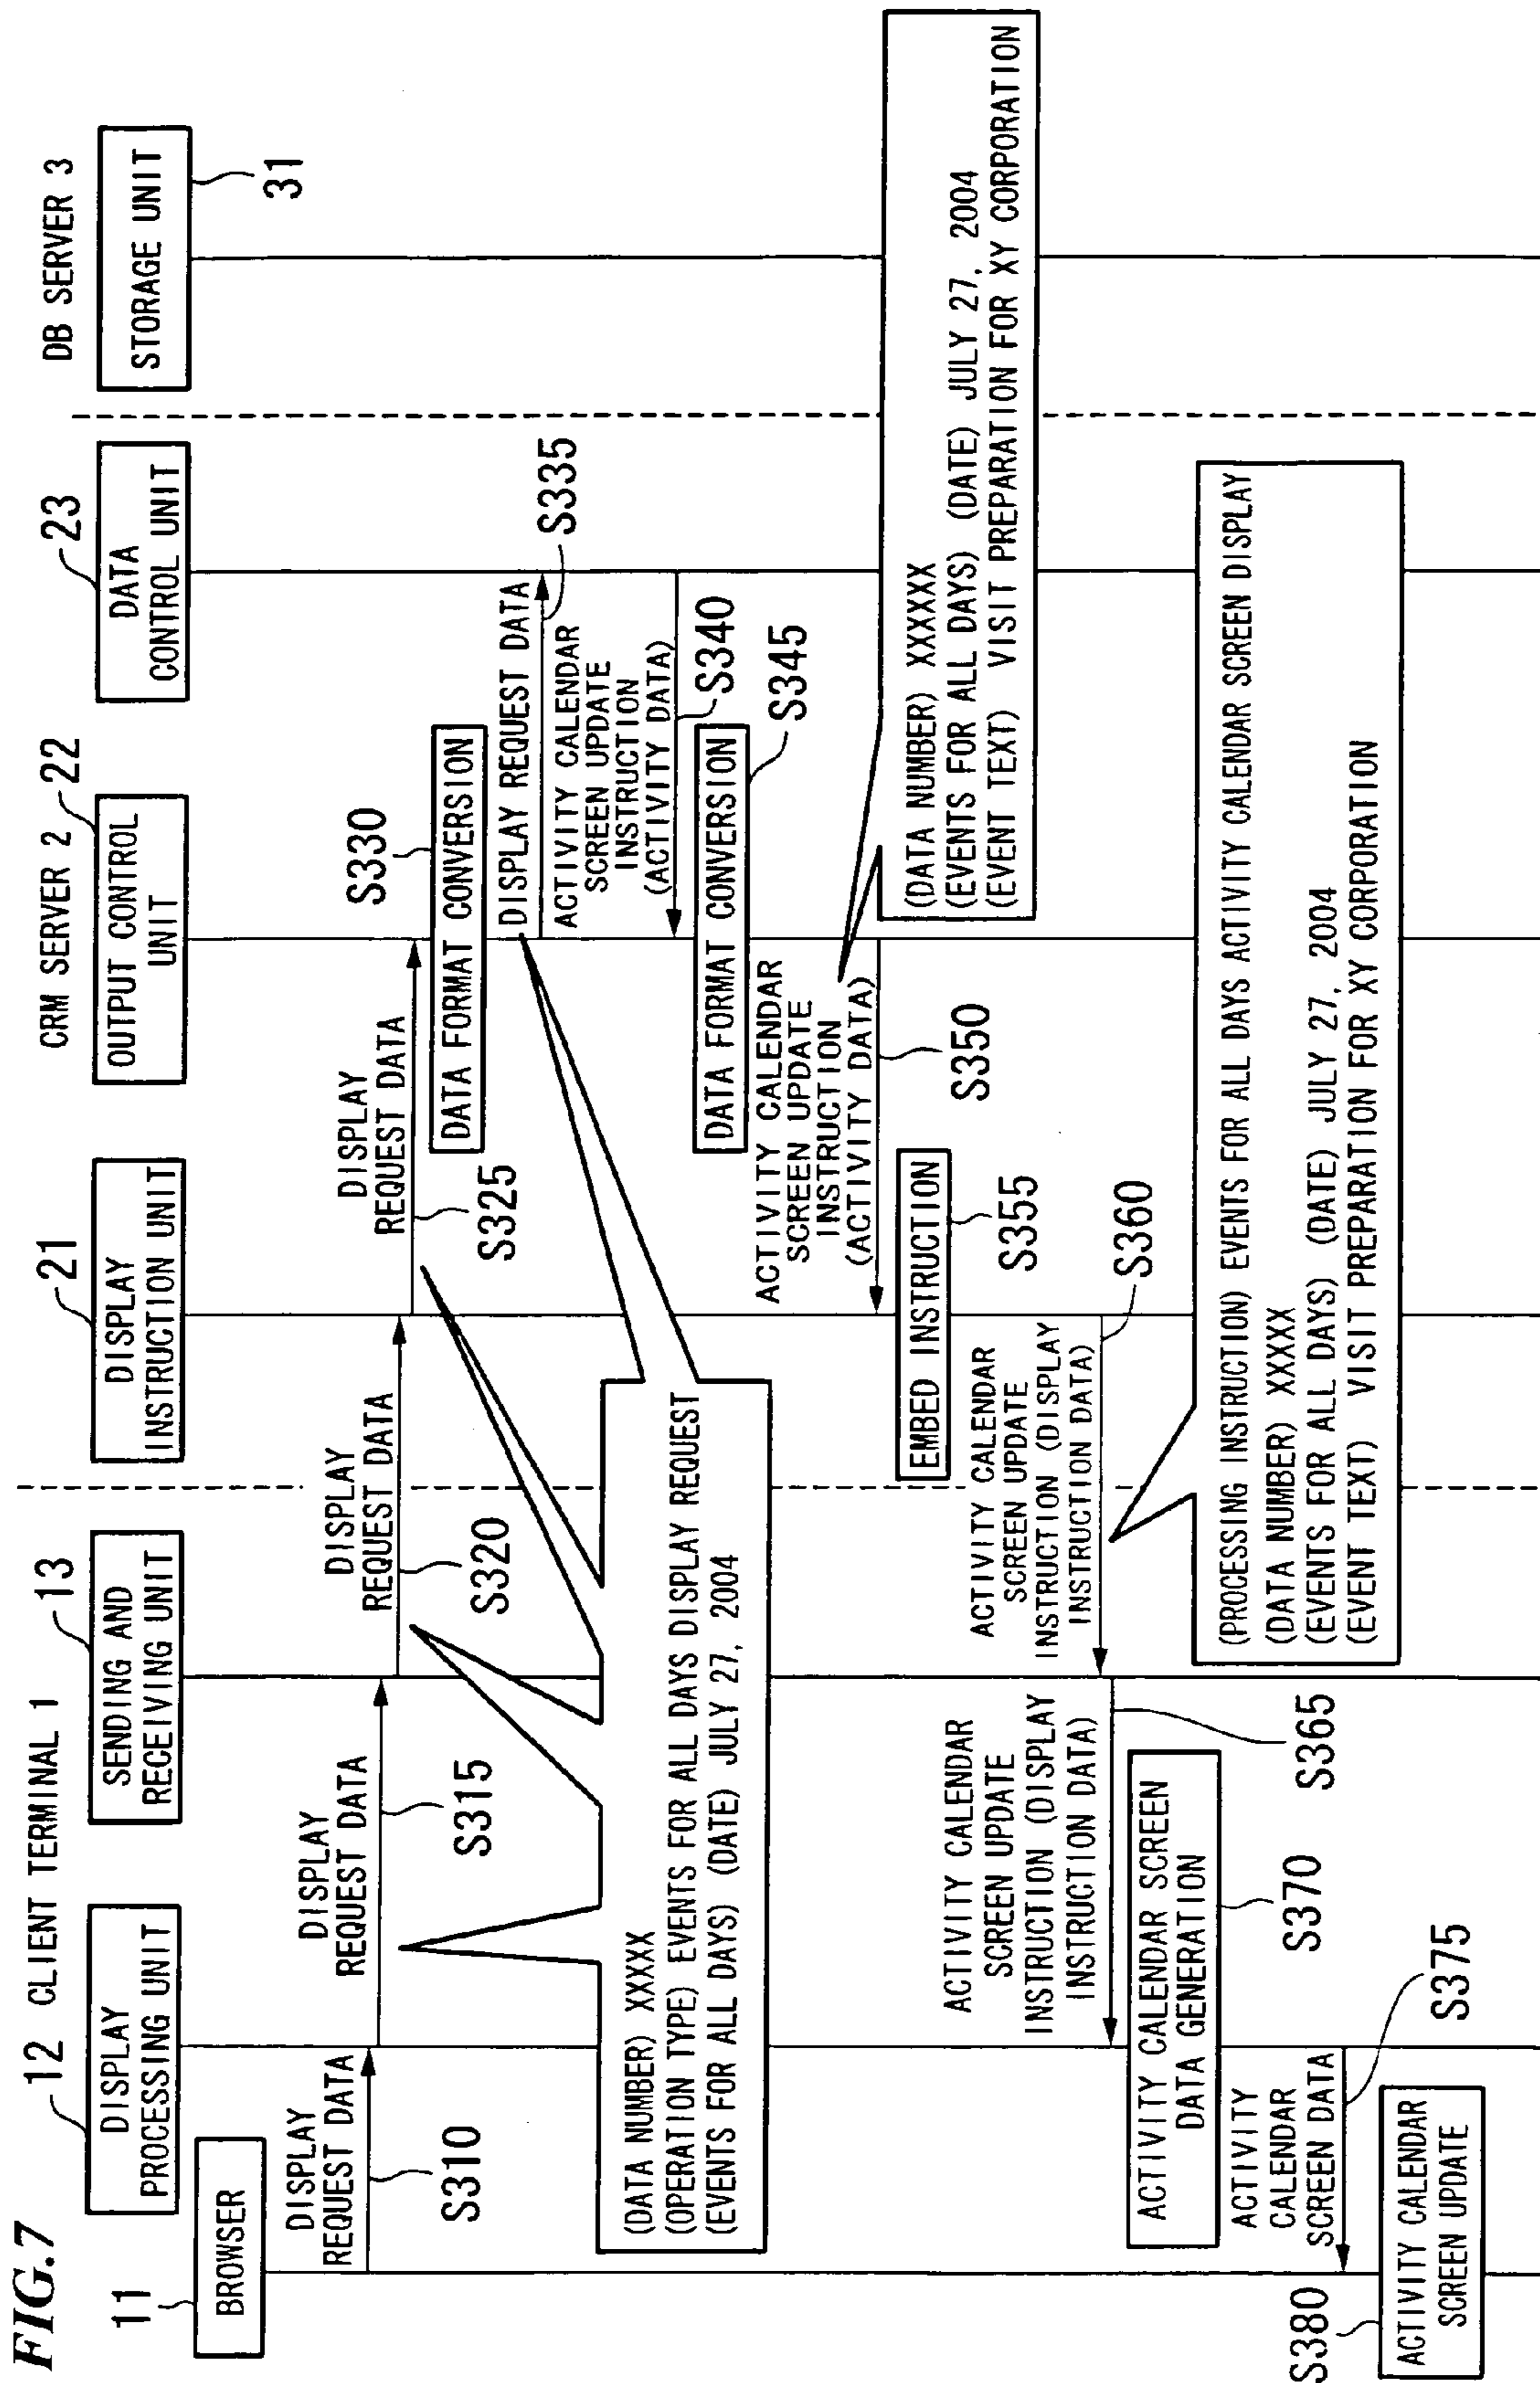 FIG.7
CLIENT TERMINAL 1
CRM SERVER 2
DB SERVER 3
11
BROWSER
12
DISPLAY
PROCESSING UNIT
13
SENDING AND
RECEIVING UNIT
21
DISPLAY
INSTRUCTION UNIT
22
OUTPUT CONTROL
UNIT
23
DATA
CONTROL UNIT
STORAGE UNIT
31
DISPLAY
REQUEST DATA
S310
DISPLAY
REQUEST DATA
S315
DISPLAY
REQUEST DATA
S320
DISPLAY
REQUEST DATA
S325
S330
DATA FORMAT CONVERSION
DISPLAY REQUEST DATA
S335
(DATA NUMBER) XXXXX
(OPERATION TYPE) EVENTS FOR ALL DAYS DISPLAY REQUEST
(EVENTS FOR ALL DAYS) (DATE) JULY 27, 2004
ACTIVITY CALENDAR
SCREEN UPDATE
INSTRUCTION
(ACTIVITY DATA)
S340
DATA FORMAT CONVERSION
S345
ACTIVITY CALENDAR
SCREEN UPDATE
INSTRUCTION
(ACTIVITY DATA)
S350
(DATA NUMBER) XXXXX
(EVENTS FOR ALL DAYS) (DATE) JULY 27, 2004
(EVENT TEXT) VISIT PREPARATION FOR XY CORPORATION
EMBED INSTRUCTION
S355
ACTIVITY CALENDAR
SCREEN UPDATE
INSTRUCTION (DISPLAY
INSTRUCTION DATA)
S360
(PROCESSING INSTRUCTION) EVENTS FOR ALL DAYS ACTIVITY CALENDAR SCREEN DISPLAY
(DATA NUMBER) XXXXX
(EVENTS FOR ALL DAYS) (DATE) JULY 27, 2004
(EVENT TEXT) VISIT PREPARATION FOR XY CORPORATION
ACTIVITY CALENDAR
SCREEN UPDATE
INSTRUCTION (DISPLAY
INSTRUCTION DATA)
S365
ACTIVITY CALENDAR SCREEN
DATA GENERATION
S370
ACTIVITY
CALENDAR
SCREEN DATA
S375
S380
ACTIVITY CALENDAR
SCREEN UPDATE